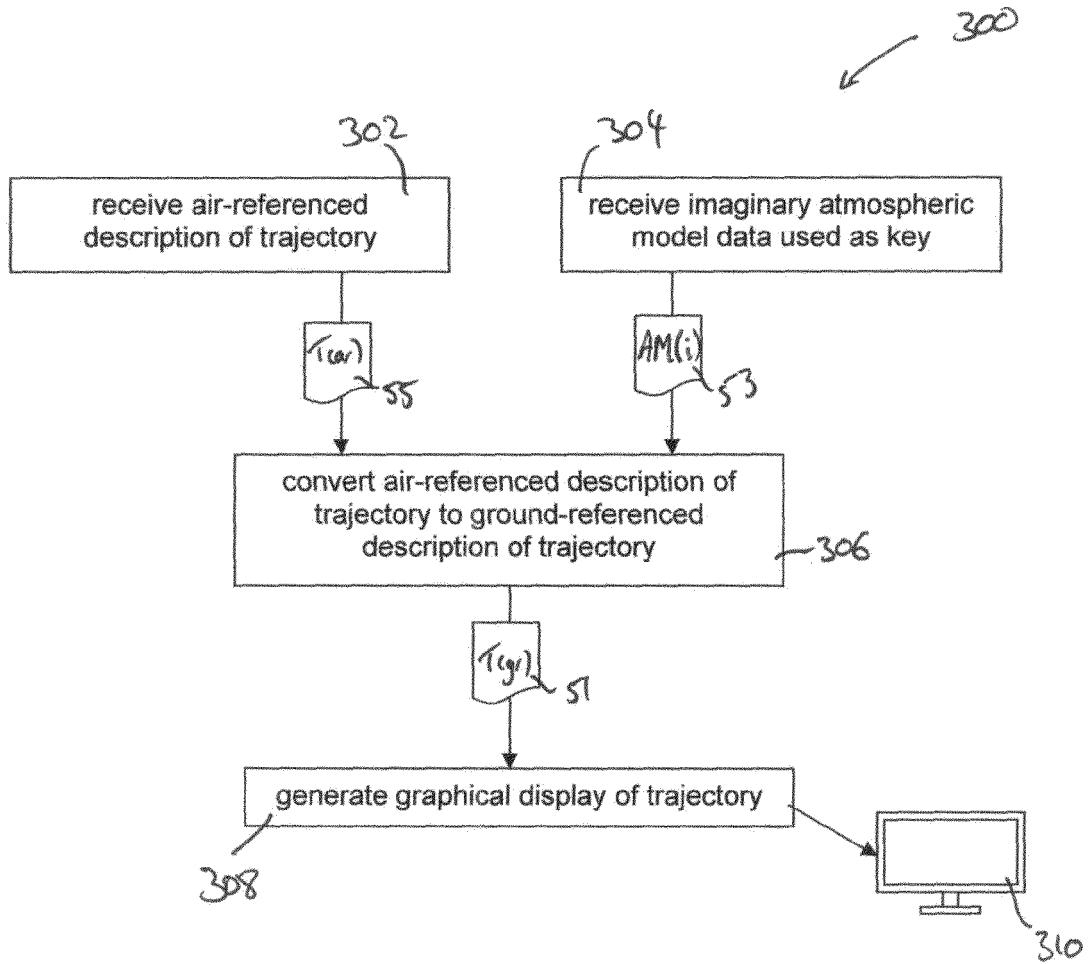 300
302
304
receive air-referenced
description of trajectory
receive imaginary atmospheric
model data used as key
T(ar)
55
AM(i)
53
convert air-referenced description of
trajectory to ground-referenced
description of trajectory
306
T(gr)
51
generate graphical display of trajectory
308
310